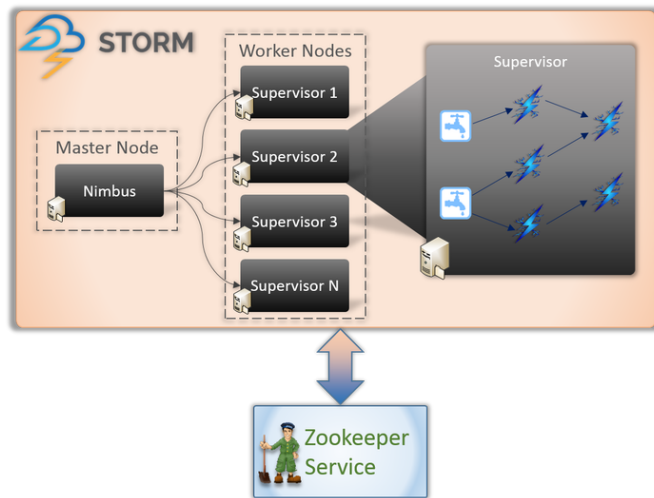 STORM
Worker Nodes
Supervisor 1
Supervisor 2
Supervisor 3
Supervisor N
Master Node
Nimbus
Supervisor
Zookeeper
Service